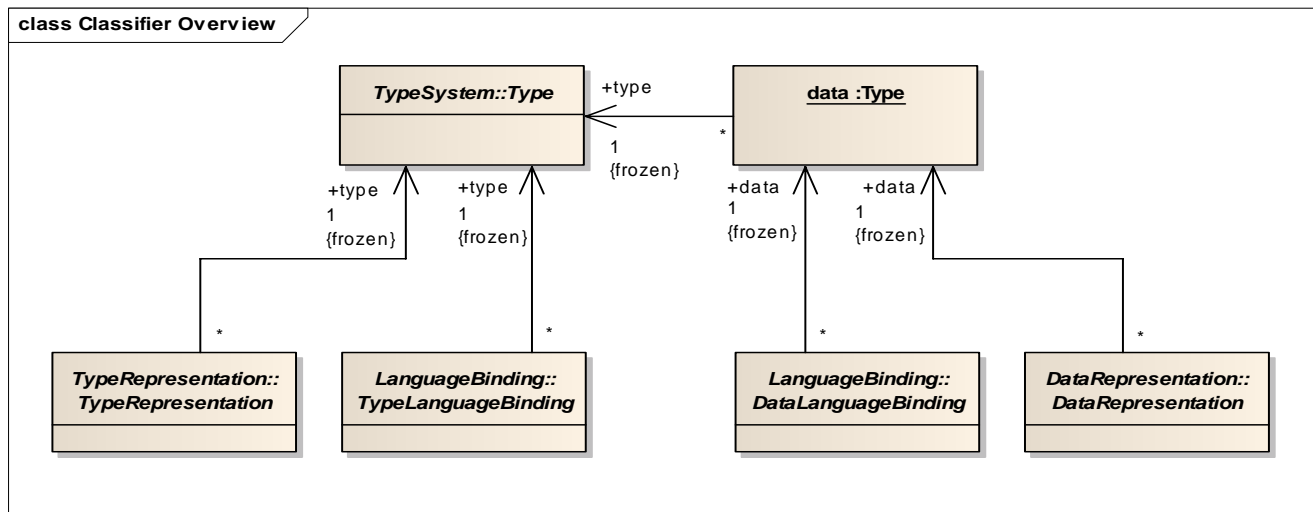 class Classifier Overview
TypeSystem::Type
+type
data :Type
*
1
{frozen}
+type
1
{frozen}
+type
1
{frozen}
+data
1
{frozen}
+data
1
{frozen}
*
*
*
*
TypeRepresentation::
TypeRepresentation
LanguageBinding::
TypeLanguageBinding
LanguageBinding::
DataLanguageBinding
DataRepresentation::
DataRepresentation